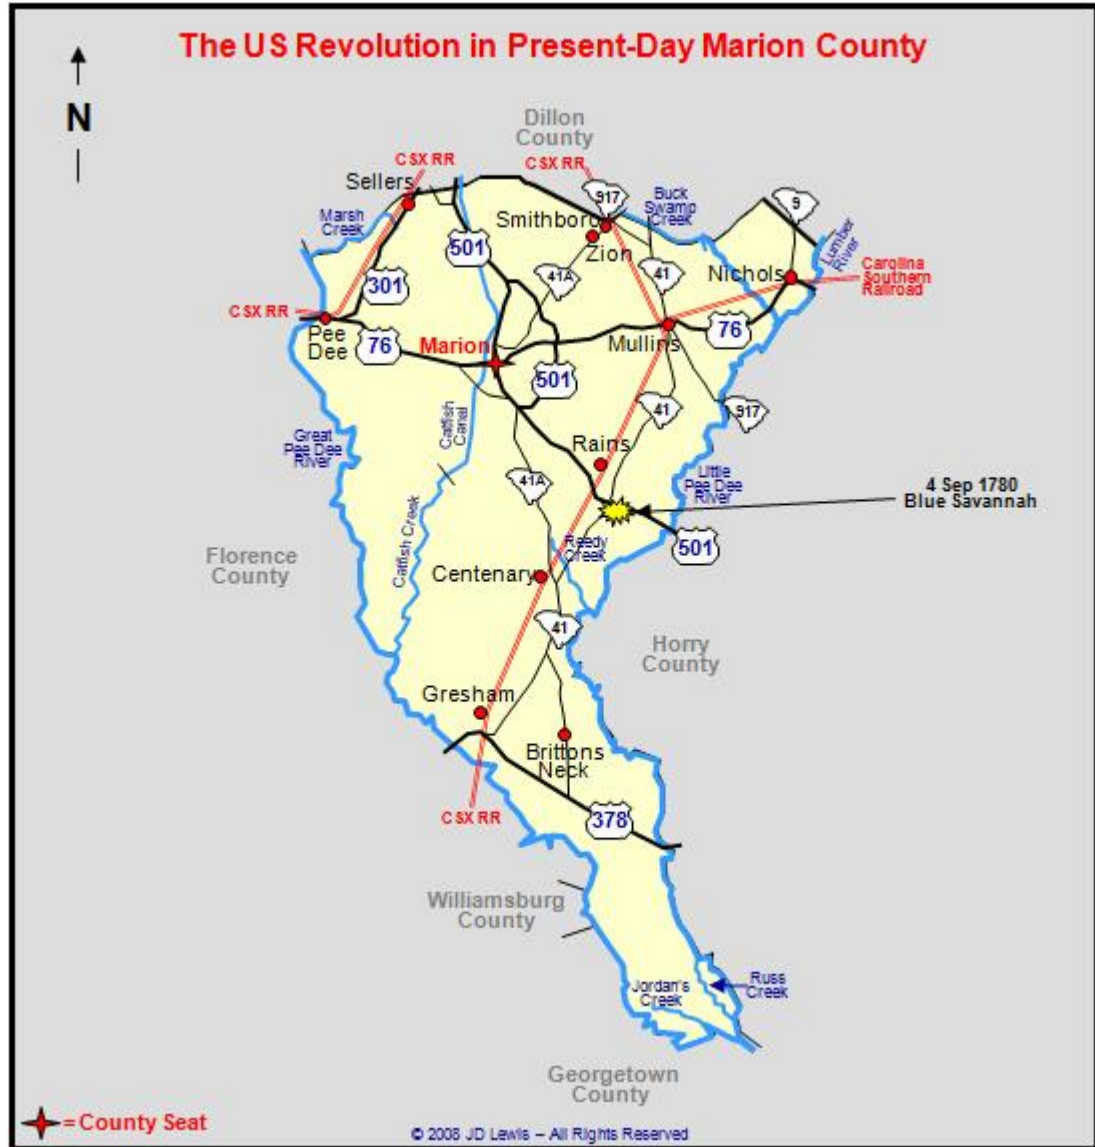 The US Revolution in Present-Day Marion County
N
Dillon
County
CSX RR
CSX RR
Sellers
917
Buck
Swamp
Creek
9
Marsh
Creek
Smithboro
Zion
Lumber
River
501
41A
41
Nichols
Carolina
Southern
Railroad
301
CSX RR
Pee
Dee
76
Marion
Mullins
76
501
41
917
Catfish
Canal
Great
Pee Dee
River
Rains
41A
Little
Pee Dee
River
4 Sep 1780
Blue Savannah
Reedy
Creek
501
Florence
County
Catfish Creek
Centenary
41
Horry
County
Gresham
Brittons
Neck
CSX RR
378
Williamsburg
County
Jordan's
Creek
Russ
Creek
Georgetown
County
= County Seat
© 2008 JD Lewis – All Rights Reserved